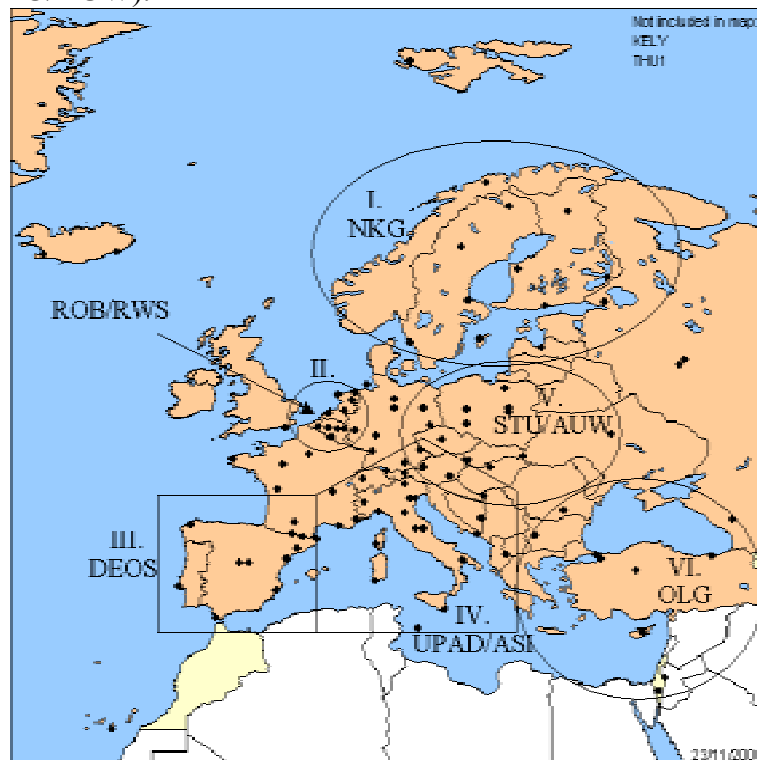 Not included in map:
KELY
THU1
I.
NKG
ROB/RWS
II.
V.
STU/AUW
III.
DEOS
VI.
OLG
IV.
UPAD/ASI